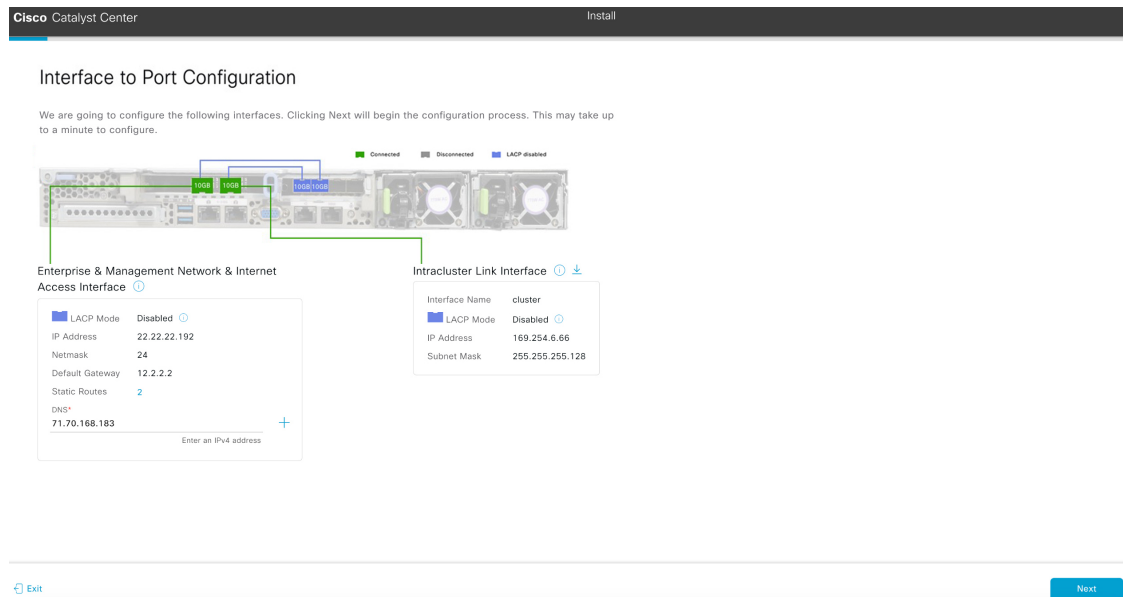 Cisco Catalyst Center
Install
Interface to Port Configuration
We are going to configure the following interfaces. Clicking Next will begin the configuration process. This may take up
to a minute to configure.
Connected
Disconnected
LACP disabled
10GB
10GB
10GB
10GB
Enterprise & Management Network & Internet
Access Interface
LACP Mode Disabled
IP Address 22.22.22.192
Netmask 24
Default Gateway 12.2.2.2
Static Routes 2
DNS*
71.70.168.183
Enter an IPv4 address
Intracluster Link Interface
Interface Name cluster
LACP Mode Disabled
IP Address 169.254.6.66
Subnet Mask 255.255.255.128
Exit
Next